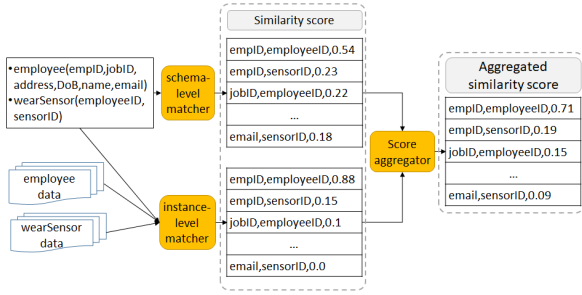 •employee(empID,jobID,
address,DoB,name,email)
•wearSensor(employeeID,
sensorID)
employee
data
wearSensor
data
schema-
level
matcher
instance-
level
matcher
Similarity score
empID,employeeID,0.54
empID,sensorID,0.23
jobID,employeeID,0.22
...
email,sensorID,0.18
empID,employeeID,0.88
empID,sensorID,0.15
jobID,employeeID,0.1
...
email,sensorID,0.0
Score
aggregator
Aggregated
similarity score
empID,employeeID,0.71
empID,sensorID,0.19
jobID,employeeID,0.15
...
email,sensorID,0.09